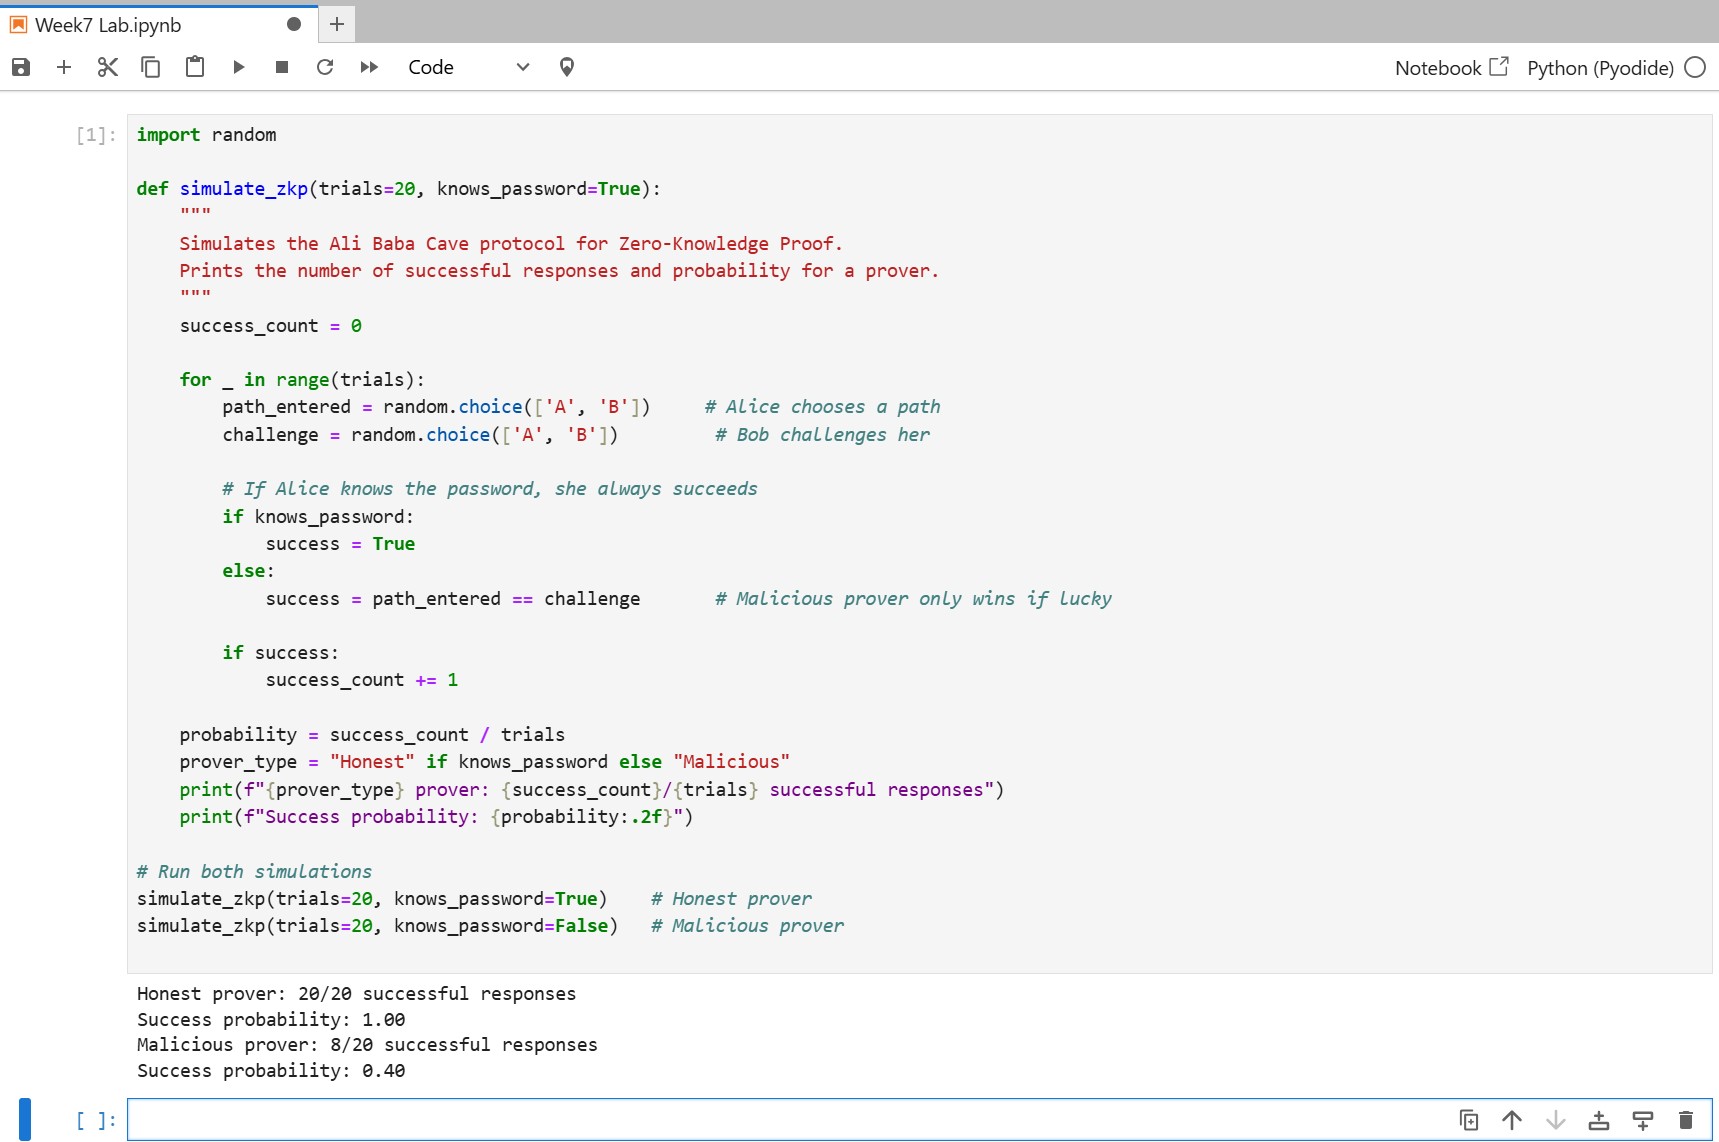 Week7 Lab.ipynb
Code
Notebook
Python (Pyodide)
[1]:
import random
def simulate_zkp(trials=20, knows_password=True):
    """
    Simulates the Ali Baba Cave protocol for Zero-Knowledge Proof.
    Prints the number of successful responses and probability for a prover.
    """
    success_count = 0
    for _ in range(trials):
        path_entered = random.choice(['A', 'B'])     # Alice chooses a path
        challenge = random.choice(['A', 'B'])         # Bob challenges her
        # If Alice knows the password, she always succeeds
        if knows_password:
            success = True
        else:
            success = path_entered == challenge       # Malicious prover only wins if lucky
        if success:
            success_count += 1
    probability = success_count / trials
    prover_type = "Honest" if knows_password else "Malicious"
    print(f"{prover_type} prover: {success_count}/{trials} successful responses")
    print(f"Success probability: {probability:.2f}")
# Run both simulations
simulate_zkp(trials=20, knows_password=True)    # Honest prover
simulate_zkp(trials=20, knows_password=False)   # Malicious prover
Honest prover: 20/20 successful responses
Success probability: 1.00
Malicious prover: 8/20 successful responses
Success probability: 0.40
[ ]: